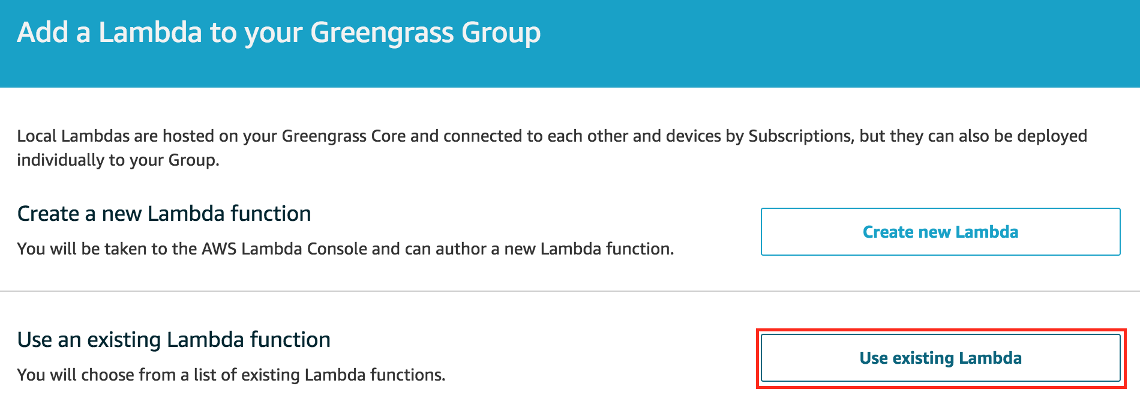 Add a Lambda to your Greengrass Group
Local Lambdas are hosted on your Greengrass Core and connected to each other and devices by Subscriptions, but they can also be deployed
individually to your Group.
Create a new Lambda function
You will be taken to the AWS Lambda Console and can author a new Lambda function.
Create new Lambda
Use an existing Lambda function
You will choose from a list of existing Lambda functions.
Use existing Lambda